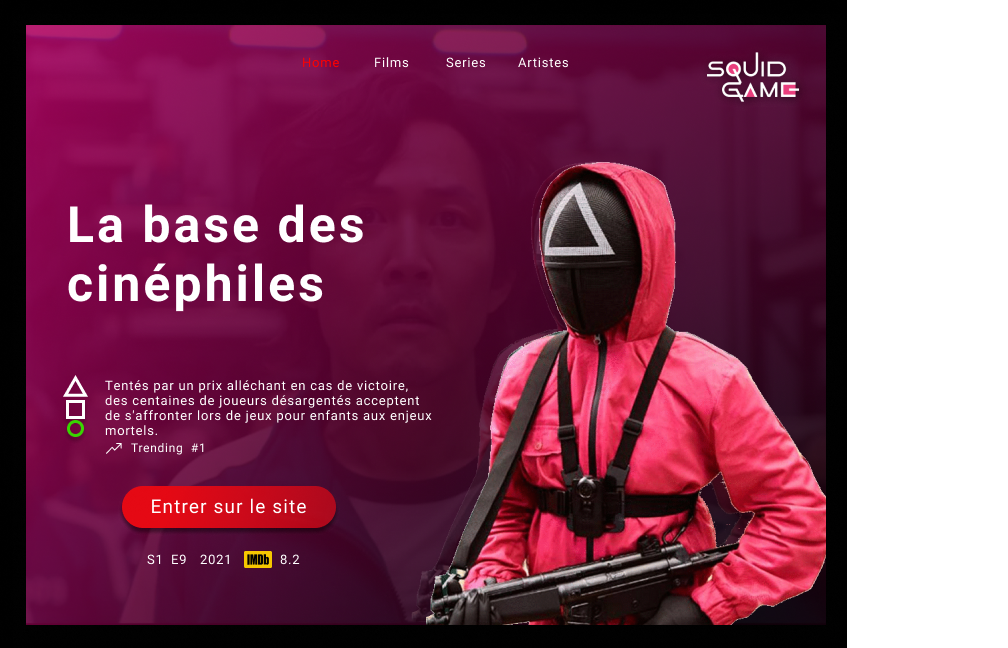 Home Films Series Artistes
SQUID
GAME
La base des
cinéphiles
Tentés par un prix alléchant en cas de victoire,
des centaines de joueurs désargentés acceptent
de s'affronter lors de jeux pour enfants aux enjeux
mortels.
Trending #1
Entrer sur le site
S1 E9 2021 IMDb 8.2